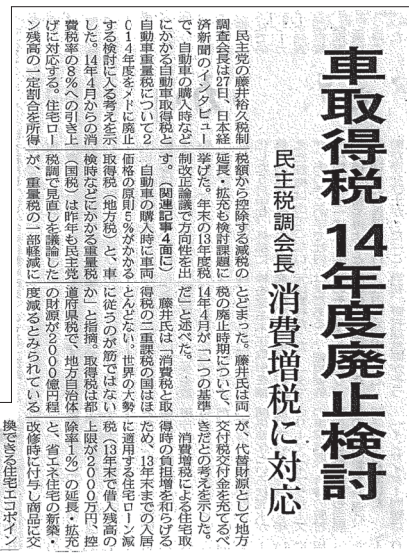 車取得税 14年度廃止検討
民主税調会長 消費増税に対応
民主党の藤井裕久税制
調査会長は27日、日本経
済新聞のインタビュー
で、自動車の購入時など
にかかる自動車取得税と
自動車重量税について2
014年度をメドに廃止
する検討に入る考えを示
した。14年4月からの消
費税率の8%への引き上
げに対応する。住宅ロー
ン残高の一定割合を所得
税額から控除する減税の
延長・拡充も検討課題に
挙げた。年末の13年度税
制改正論議で方向性を出
す。(関連記事4面に)
自動車の購入時に車両
価格の原則5%がかかる
取得税(地方税)と、車
検時などにかかる重量税
(国税)は昨年も民主党
税調で見直しを議論した
が、重量税の一部軽減に
とどまった。藤井氏は両
税の廃止時期について、
14年4月が「一つの基準
だ」と述べた。
藤井氏は「消費税と取
得税の二重課税の国はほ
とんどない。世界の大勢
に従うのが筋ではない
か」と指摘。取得税は都
道府県税で、地方自治体
の財源が2000億円程
度減るとみられている
が、代替財源として地方
交付税交付金を充てるべ
きだとの考えを示した。
消費増税による住宅取
得時の負担増を和らげる
ため、13年末までの入居
に適用する住宅ローン減
税(13年末で借入残高の
上限が2000万円、控
除率1%)の延長・拡充
と、省エネ住宅の新築・
改修時に付与し商品に交
換できる住宅エコポイン